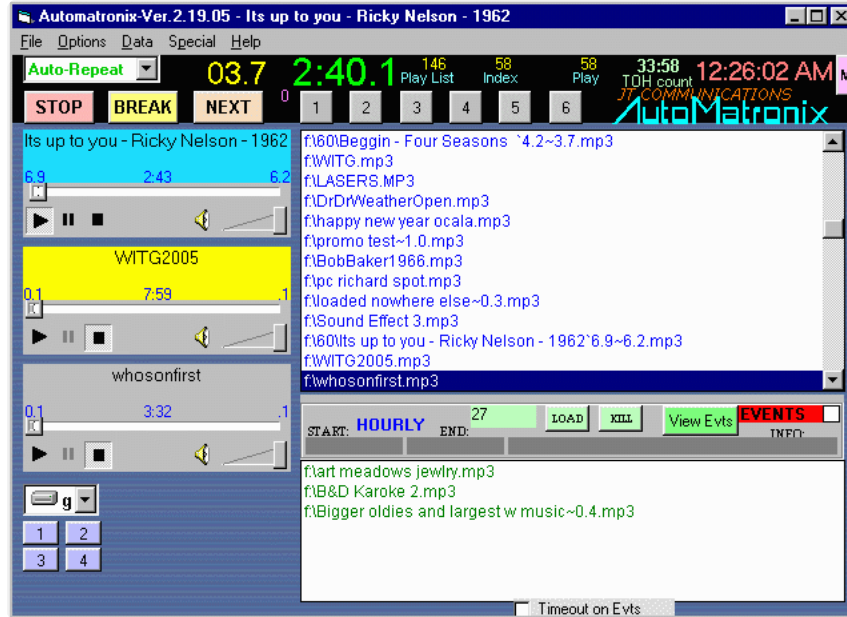 Automatronix-Ver.2.19.05 - Its up to you - Ricky Nelson - 1962
File Options Data Special Help
Auto-Repeat 03.7 2:40.1 146 Play List 58 Index 58 Play 33:58 TOH count 12:26:02 AM M
STOP BREAK NEXT 0 1 2 3 4 5 6 JT COMMUNICATIONS
AutoMatronix
Its up to you - Ricky Nelson - 1962
6.9 2:43 6.2
WITG2005
0.1 7:59 .1
whosonfirst
0.1 3:32 .1
g
1 2
3 4
f:\60\Beggin - Four Seasons `4.2~3.7.mp3
f:\WITG.mp3
f:\LASERS.MP3
f:\DrDrWeatherOpen.mp3
f:\happy new year ocala.mp3
f:\promo test~1.0.mp3
f:\BobBaker1966.mp3
f:\pc richard spot.mp3
f:\loaded nowhere else~0.3.mp3
f:\Sound Effect 3.mp3
f:\60\Its up to you - Ricky Nelson - 1962`6.9~6.2.mp3
f:\WITG2005.mp3
f:\whosonfirst.mp3
START: HOURLY END: 27 LOAD KILL View Evts EVENTS
INFO:
f:\art meadows jewlry.mp3
f:\B&D Karoke 2.mp3
f:\Bigger oldies and largest w music~0.4.mp3
Timeout on Evts